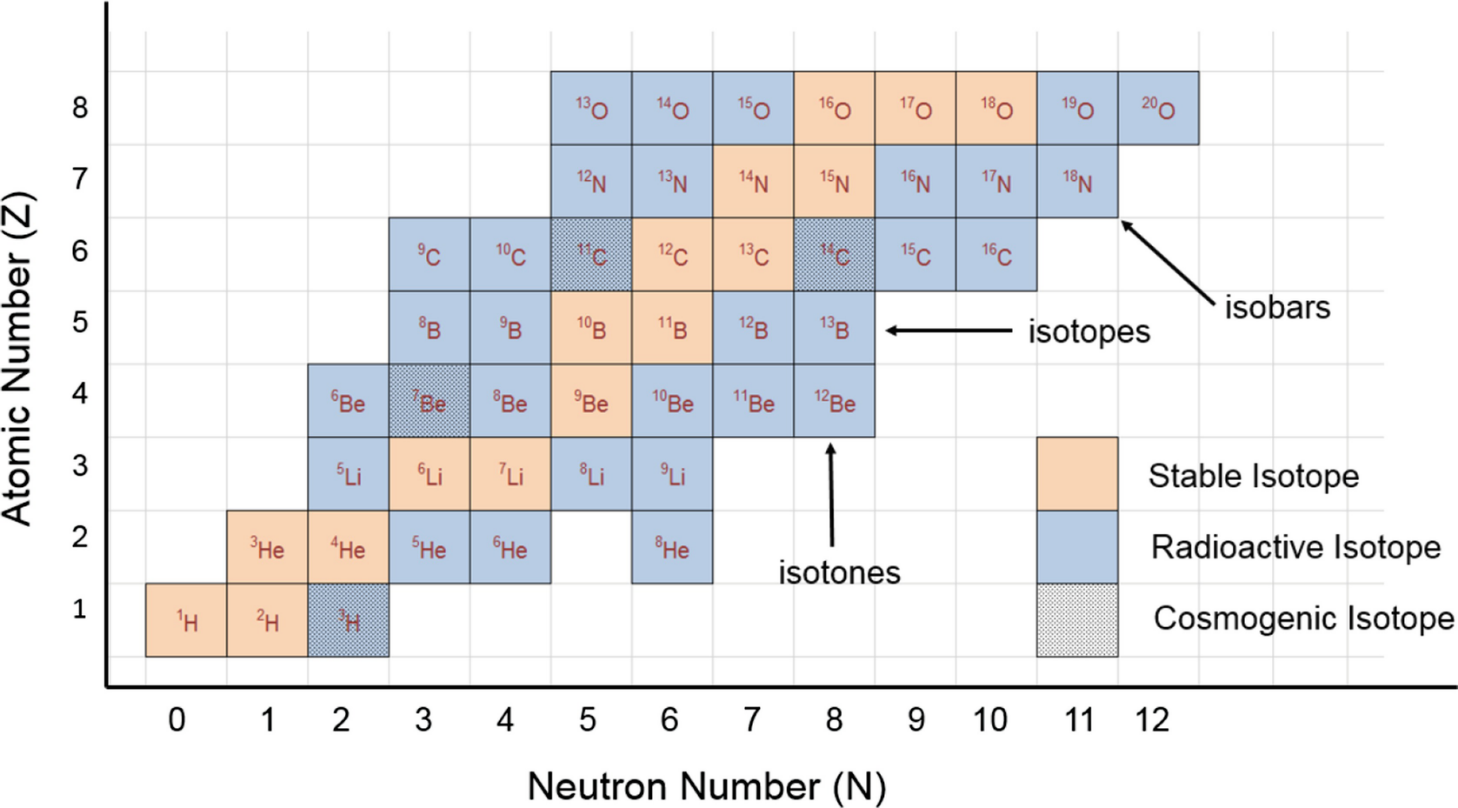 8 ¹³O ¹⁴O ¹⁵O ¹⁶O ¹⁷O ¹⁸O ¹⁹O ²⁰O
7 ¹²N ¹³N ¹⁴N ¹⁵N ¹⁶N ¹⁷N ¹⁸N
6 ⁹C ¹⁰C ¹¹C ¹²C ¹³C ¹⁴C ¹⁵C ¹⁶C
isobars
5 ⁸B ⁹B ¹⁰B ¹¹B ¹²B ¹³B
isotopes
4 ⁶Be ⁷Be ⁸Be ⁹Be ¹⁰Be ¹¹Be ¹²Be
3 ⁵Li ⁶Li ⁷Li ⁸Li ⁹Li
Stable Isotope
2 ³He ⁴He ⁵He ⁶He ⁸He
Radioactive Isotope
isotones
1 ¹H ²H ³H
Cosmogenic Isotope
0 1 2 3 4 5 6 7 8 9 10 11 12
Neutron Number (N)
Atomic Number (Z)